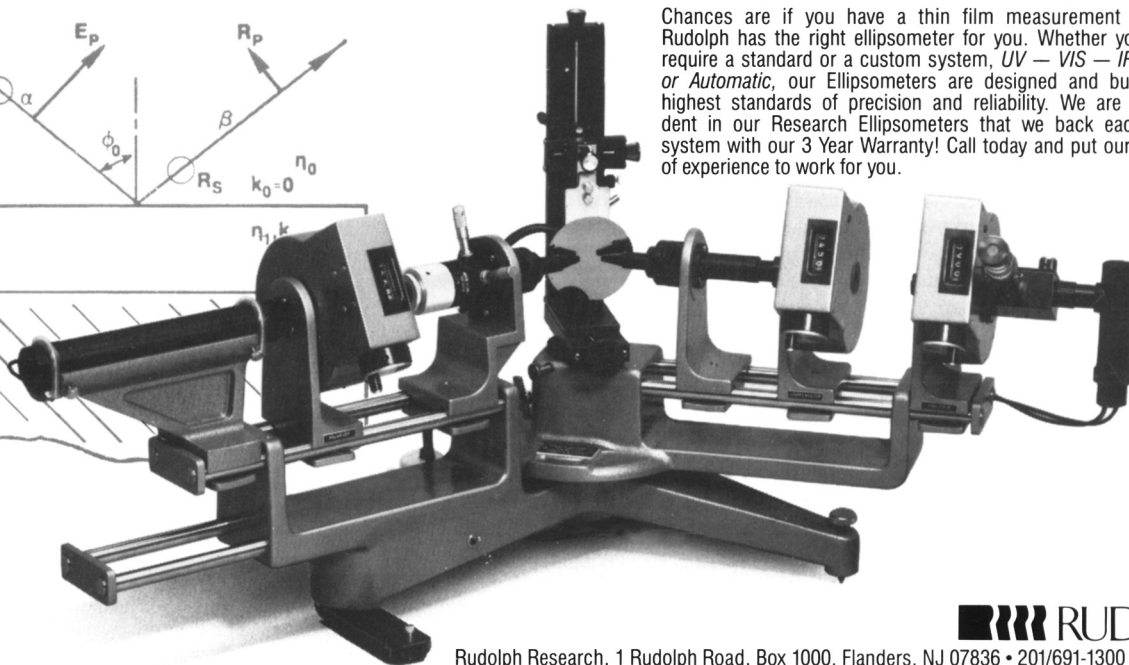 Chances are if you have a thin film measurement
Rudolph has the right ellipsometer for you. Whether yo
require a standard or a custom system, UV — VIS — IR
or Automatic, our Ellipsometers are designed and bu
highest standards of precision and reliability. We are
dent in our Research Ellipsometers that we back eac
system with our 3 Year Warranty! Call today and put our
of experience to work for you.
E_P
R_P
α
β
ϕ_0
R_S
η_0
k_0=0
η_1,k
RUD
Rudolph Research, 1 Rudolph Road, Box 1000, Flanders, NJ 07836 • 201/691-1300